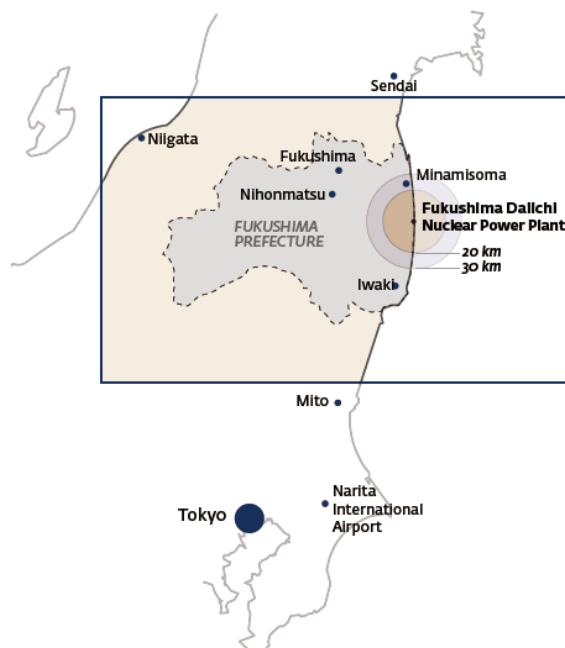 Sendai
Niigata
Fukushima
Minamisoma
Nihonmatsu
Fukushima Daiichi
Nuclear Power Plant
FUKUSHIMA
PREFECTURE
20 km
30 km
Iwaki
Mito
Narita
International
Airport
Tokyo